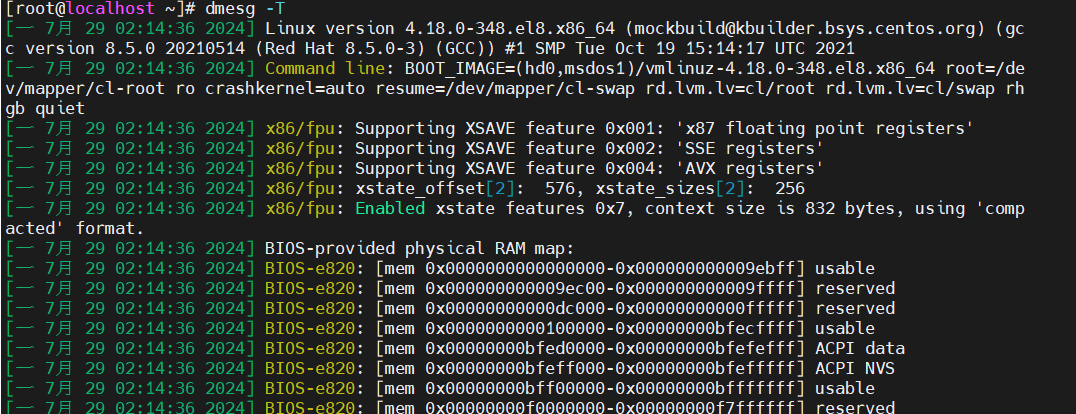 [root@localhost ~]# dmesg -T
[一 7月 29 02:14:36 2024] Linux version 4.18.0-348.el8.x86_64 (mockbuild@kbuilder.bsys.centos.org) (gc
c version 8.5.0 20210514 (Red Hat 8.5.0-3) (GCC)) #1 SMP Tue Oct 19 15:14:17 UTC 2021
[一 7月 29 02:14:36 2024] Command line: BOOT_IMAGE=(hd0,msdos1)/vmlinuz-4.18.0-348.el8.x86_64 root=/de
v/mapper/cl-root ro crashkernel=auto resume=/dev/mapper/cl-swap rd.lvm.lv=cl/root rd.lvm.lv=cl/swap rh
gb quiet
[一 7月 29 02:14:36 2024] x86/fpu: Supporting XSAVE feature 0x001: 'x87 floating point registers'
[一 7月 29 02:14:36 2024] x86/fpu: Supporting XSAVE feature 0x002: 'SSE registers'
[一 7月 29 02:14:36 2024] x86/fpu: Supporting XSAVE feature 0x004: 'AVX registers'
[一 7月 29 02:14:36 2024] x86/fpu: xstate_offset[2]:  576, xstate_sizes[2]:  256
[一 7月 29 02:14:36 2024] x86/fpu: Enabled xstate features 0x7, context size is 832 bytes, using 'comp
acted' format.
[一 7月 29 02:14:36 2024] BIOS-provided physical RAM map:
[一 7月 29 02:14:36 2024] BIOS-e820: [mem 0x0000000000000000-0x000000000009ebff] usable
[一 7月 29 02:14:36 2024] BIOS-e820: [mem 0x000000000009ec00-0x000000000009ffff] reserved
[一 7月 29 02:14:36 2024] BIOS-e820: [mem 0x00000000000dc000-0x00000000000fffff] reserved
[一 7月 29 02:14:36 2024] BIOS-e820: [mem 0x0000000000100000-0x00000000bfecffff] usable
[一 7月 29 02:14:36 2024] BIOS-e820: [mem 0x00000000bfed0000-0x00000000bfefefff] ACPI data
[一 7月 29 02:14:36 2024] BIOS-e820: [mem 0x00000000bfeff000-0x00000000bfefffff] ACPI NVS
[一 7月 29 02:14:36 2024] BIOS-e820: [mem 0x00000000bff00000-0x00000000bfffffff] usable
[一 7月 29 02:14:36 2024] BIOS-e820: [mem 0x00000000f0000000-0x00000000f7ffffff] reserved